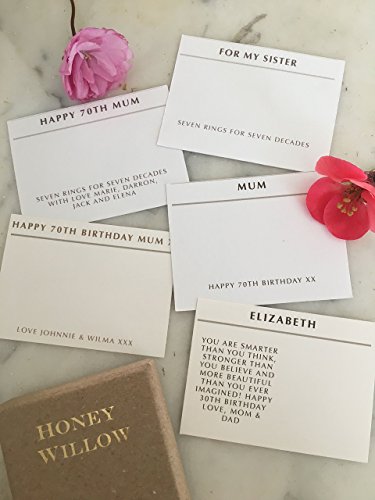 FOR MY SISTER
SEVEN RINGS FOR SEVEN DECADES
HAPPY 70TH MUM
SEVEN RINGS FOR SEVEN DECADES
WITH LOVE MARIE, DARRON,
JACK AND ELENA
MUM
HAPPY 70TH BIRTHDAY XX
HAPPY 70TH BIRTHDAY MUM X
LOVE JOHNNIE & WILMA XXX
ELIZABETH
YOU ARE SMARTER
THAN YOU THINK,
STRONGER THAN
YOU BELIEVE AND
MORE BEAUTIFUL
THAN YOU EVER
IMAGINED! HAPPY
30TH BIRTHDAY
LOVE, MOM &
DAD
HONEY
WILLOW